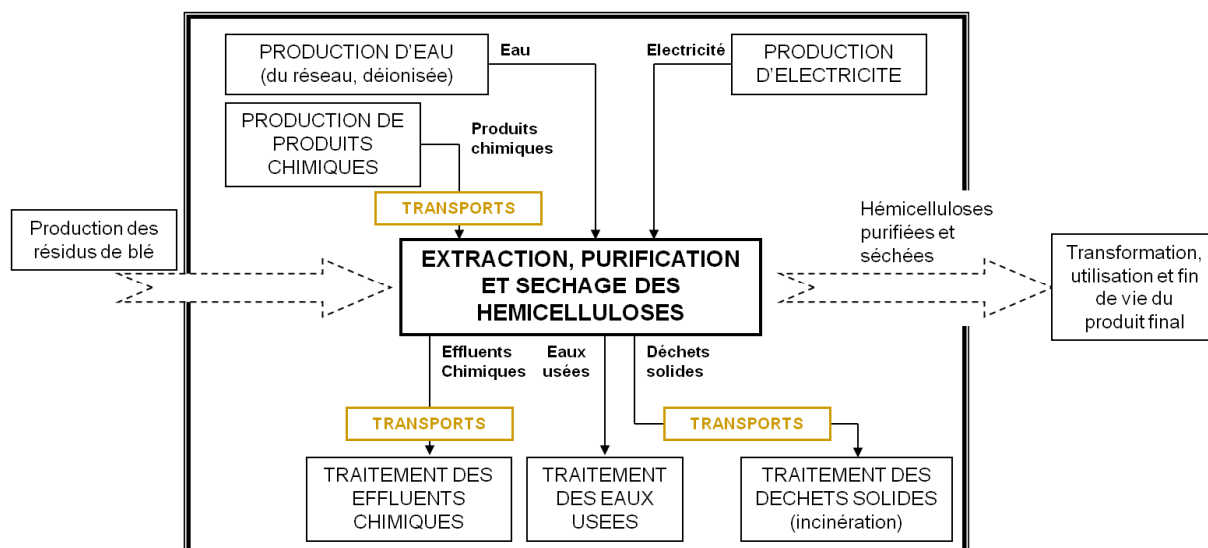 PRODUCTION D'EAU
(du réseau, déionisée)
Eau
Electricité
PRODUCTION
D'ELECTRICITE
PRODUCTION DE
PRODUITS
CHIMIQUES
Produits
chimiques
TRANSPORTS
Production des
résidus de blé
EXTRACTION, PURIFICATION
ET SECHAGE DES
HEMICELLULOSES
Hémicelluloses
purifiées et
séchées
Transformation,
utilisation et fin
de vie du
produit final
Effluents
Chimiques
Eaux
usées
Déchets
solides
TRANSPORTS
TRANSPORTS
TRAITEMENT DES
EFFLUENTS
CHIMIQUES
TRAITEMENT
DES EAUX
USEES
TRAITEMENT DES
DECHETS SOLIDES
(incinération)